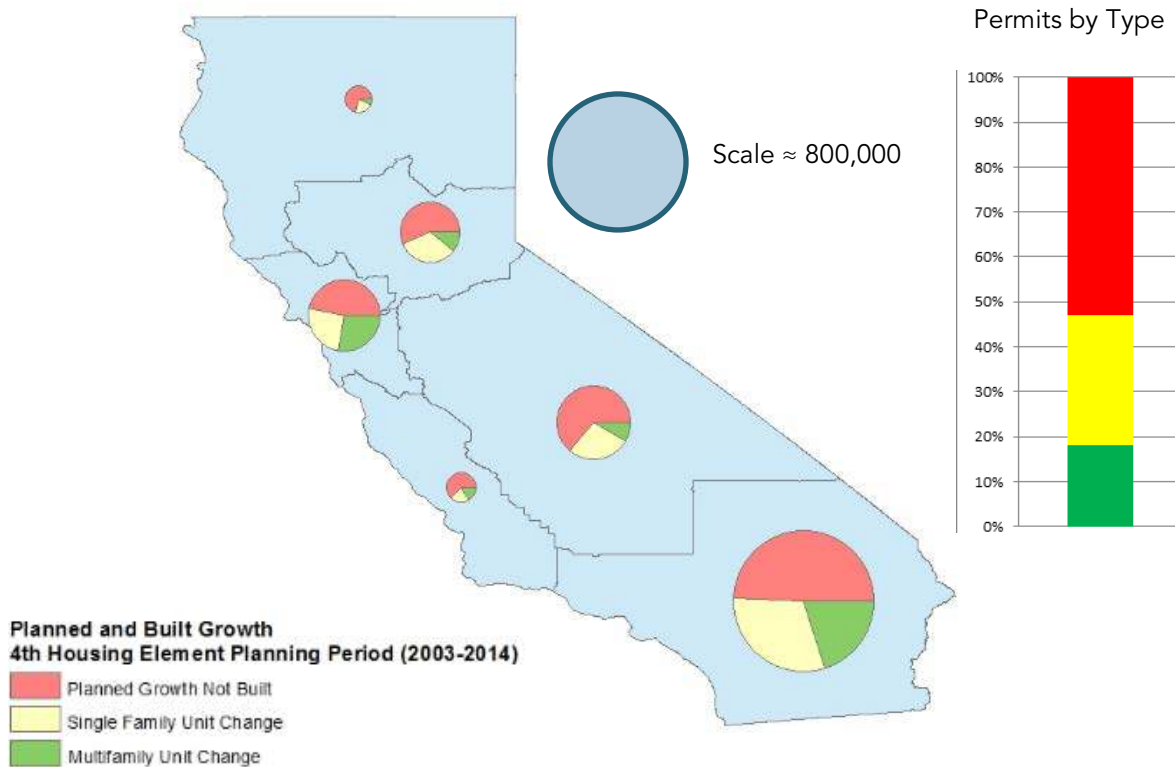 Permits by Type
Scale ≈ 800,000
100%
90%
80%
70%
60%
50%
40%
30%
20%
10%
0%
Planned and Built Growth
4th Housing Element Planning Period (2003-2014)
Planned Growth Not Built
Single Family Unit Change
Multifamily Unit Change